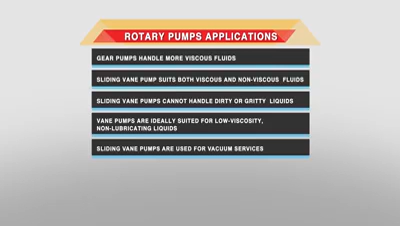 ROTARY PUMPS APPLICATIONS
GEAR PUMPS HANDLE MORE VISCOUS FLUIDS
SLIDING VANE PUMP SUITS BOTH VISCOUS AND NON-VISCOUS FLUIDS
SLIDING VANE PUMPS CANNOT HANDLE DIRTY OR GRITTY LIQUIDS
VANE PUMPS ARE IDEALLY SUITED FOR LOW-VISCOSITY,
NON-LUBRICATING LIQUIDS
SLIDING VANE PUMPS ARE USED FOR VACUUM SERVICES